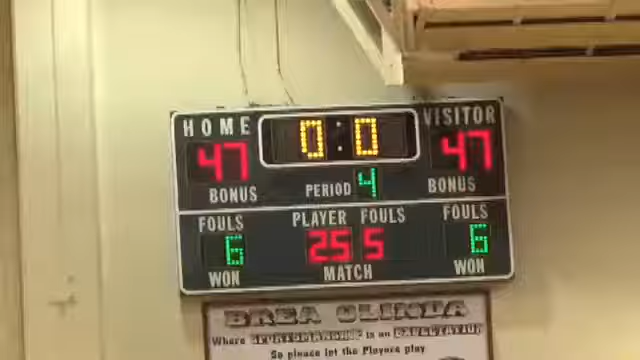 HOME 0:0 VISITOR
47 47
BONUS PERIOD 4 BONUS
FOULS PLAYER FOULS FOULS
6 25 5 6
WON MATCH WON
BREA OLINDA
Where SPORTSMANSHIP is an EXPECTATION
So please let the Players play